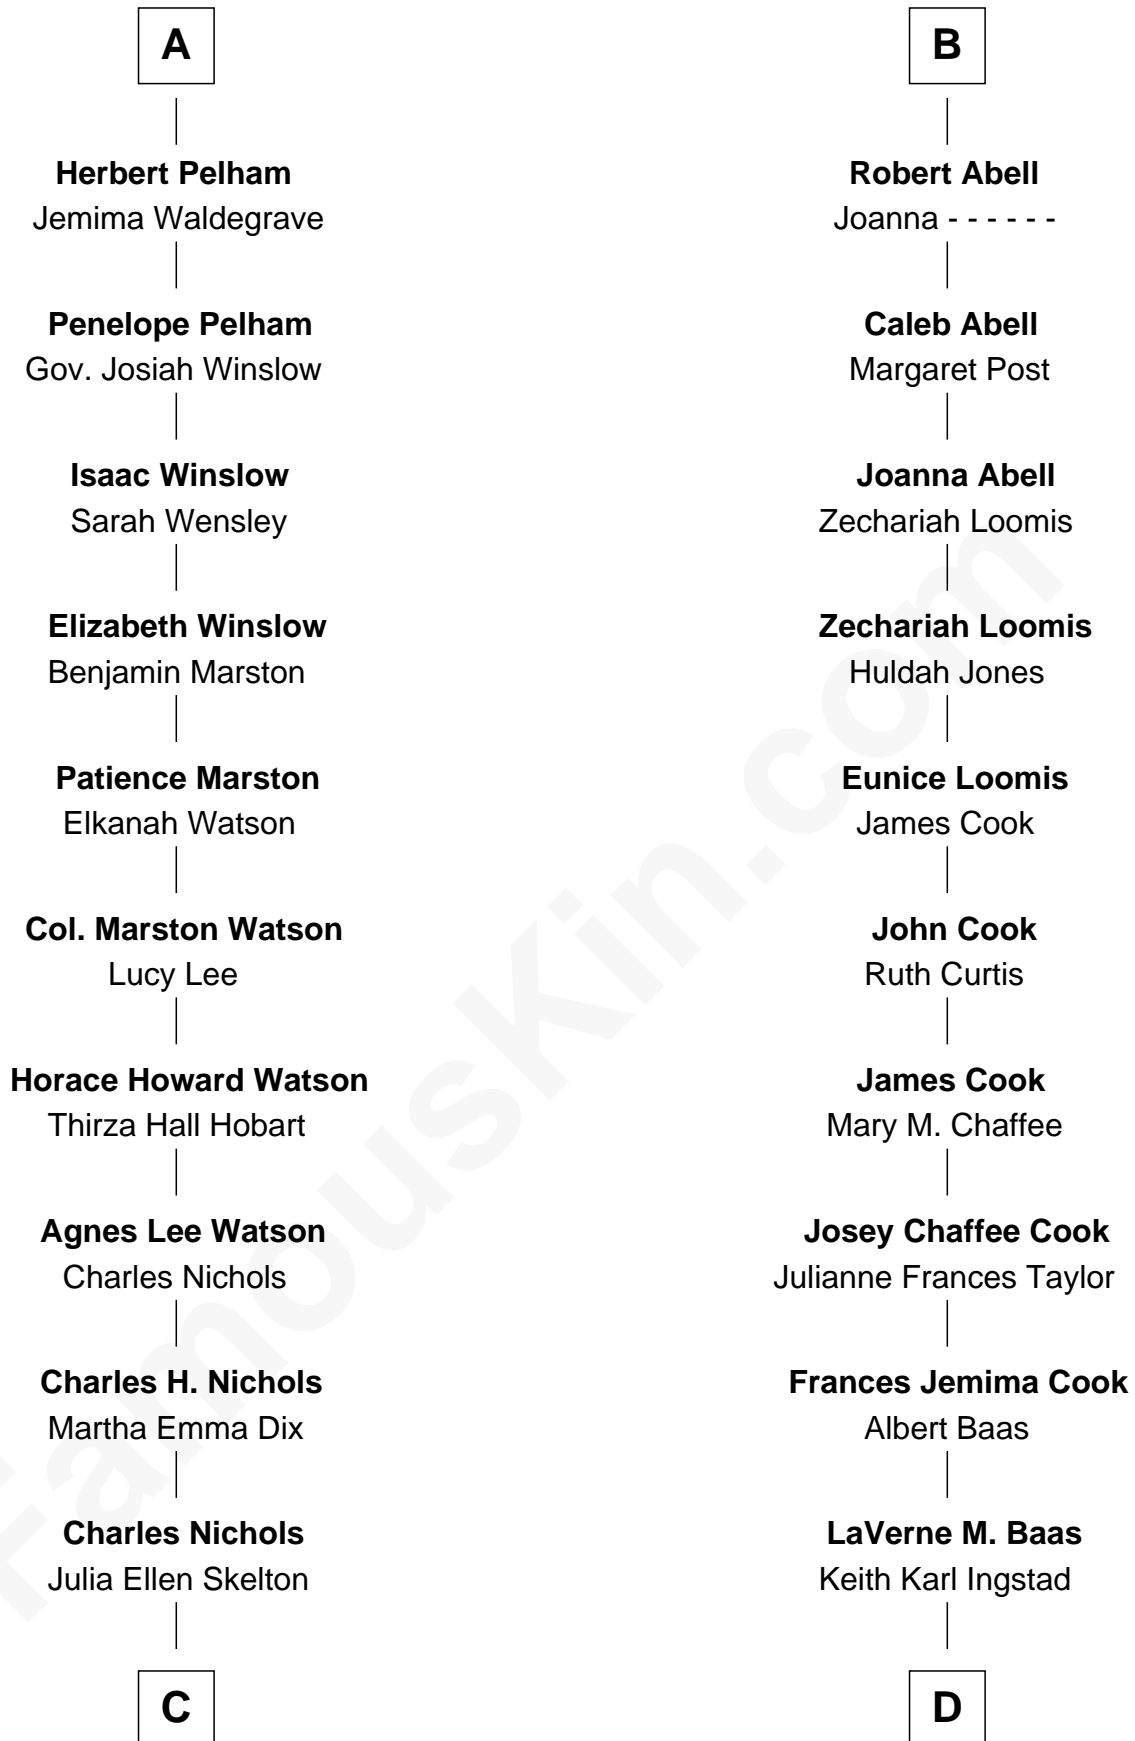 A
Herbert Pelham
Jemima Waldegrave
Penelope Pelham
Gov. Josiah Winslow
Isaac Winslow
Sarah Wensley
Elizabeth Winslow
Benjamin Marston
Patience Marston
Elkanah Watson
Col. Marston Watson
Lucy Lee
Horace Howard Watson
Thirza Hall Hobart
Agnes Lee Watson
Charles Nichols
Charles H. Nichols
Martha Emma Dix
Charles Nichols
Julia Ellen Skelton
C
B
Robert Abell
Joanna - - - - - -
Caleb Abell
Margaret Post
Joanna Abell
Zechariah Loomis
Zechariah Loomis
Huldah Jones
Eunice Loomis
James Cook
John Cook
Ruth Curtis
James Cook
Mary M. Chaffee
Josey Chaffee Cook
Julianne Frances Taylor
Frances Jemima Cook
Albert Baas
LaVerne M. Baas
Keith Karl Ingstad
D
FamousKin.com